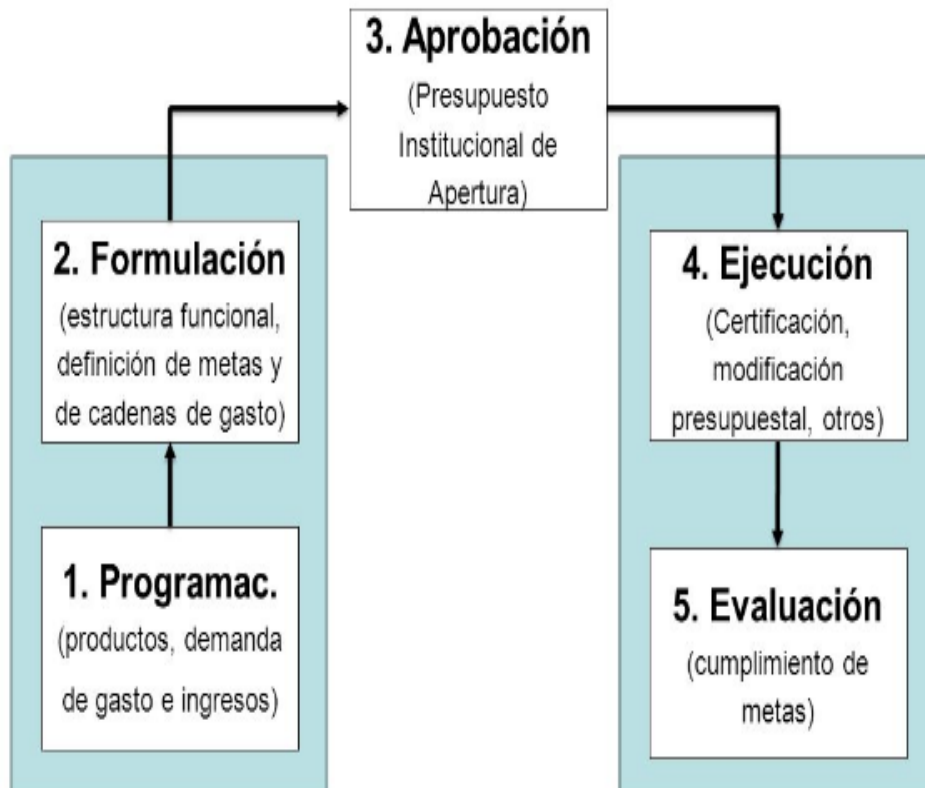 3. Aprobación
(Presupuesto
Institucional de
Apertura)
2. Formulación
(estructura funcional,
definición de metas y
de cadenas de gasto)
1. Programac.
(productos, demanda
de gasto e ingresos)
4. Ejecución
(Certificación,
modificación
presupuestal, otros)
5. Evaluación
(cumplimiento de
metas)